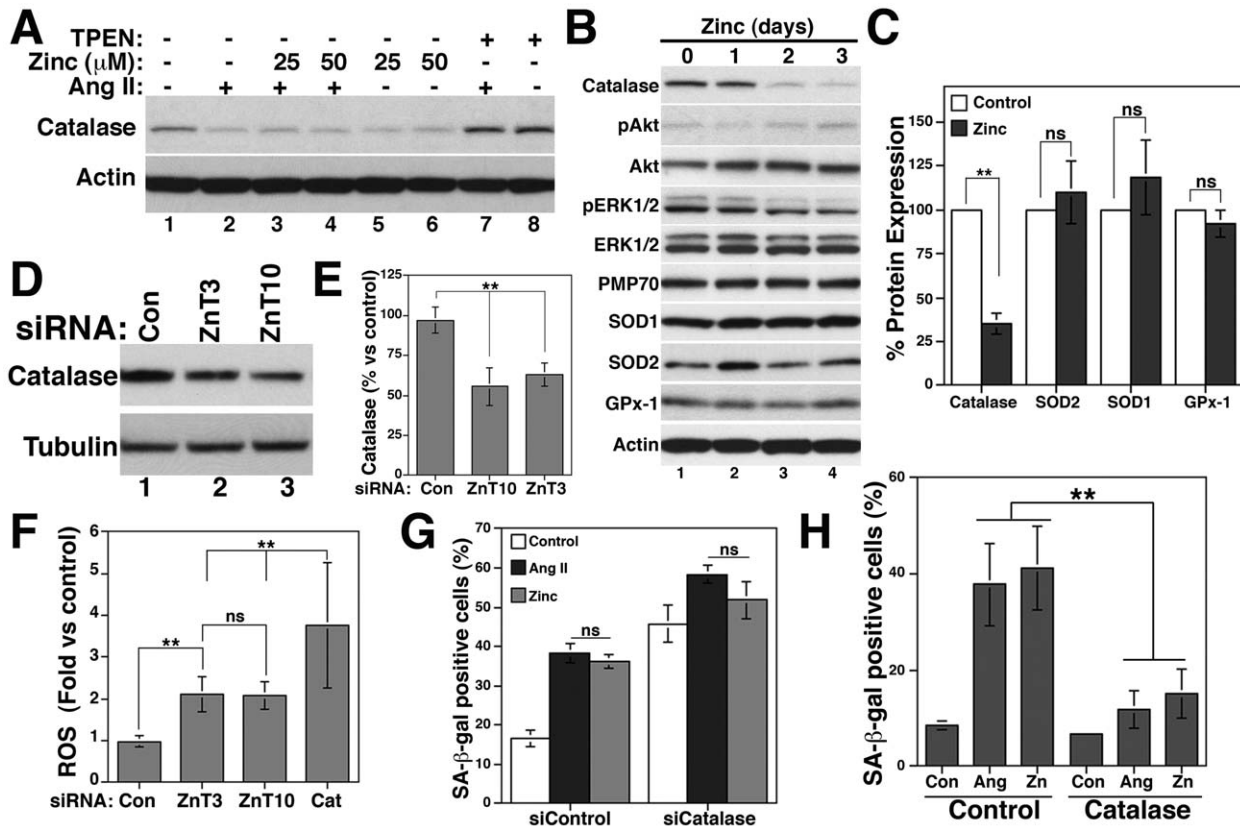 A
TPEN: - - - - - - + +
Zinc (μM): - - 25 50 25 50 - -
Ang II - + + + - - + -
Catalase
Actin
1 2 3 4 5 6 7 8
B
Zinc (days)
0 1 2 3
Catalase
pAkt
Akt
pERK1/2
ERK1/2
PMP70
SOD1
SOD2
GPx-1
Actin
1 2 3 4
C
% Protein Expression
125
100
75
50
25
0
Control
Zinc
** ns ns ns
Catalase SOD2 SOD1 GPx-1
D
siRNA: Con ZnT3 ZnT10
Catalase
Tubulin
1 2 3
E
Catalase (% vs control)
125
100
75
50
25
0
**
siRNA: Con ZnT10 ZnT3
F
ROS (Fold vs control)
6
5
4
3
2
1
0
** ns **
siRNA: Con ZnT3 ZnT10 Cat
G
SA-β-gal positive cells (%)
70
60
50
40
30
20
10
0
Control
Ang II
Zinc
ns ns
siControl siCatalase
H
SA-β-gal positive cells (%)
60
40
20
0
**
Con Ang Zn Con Ang Zn
Control Catalase